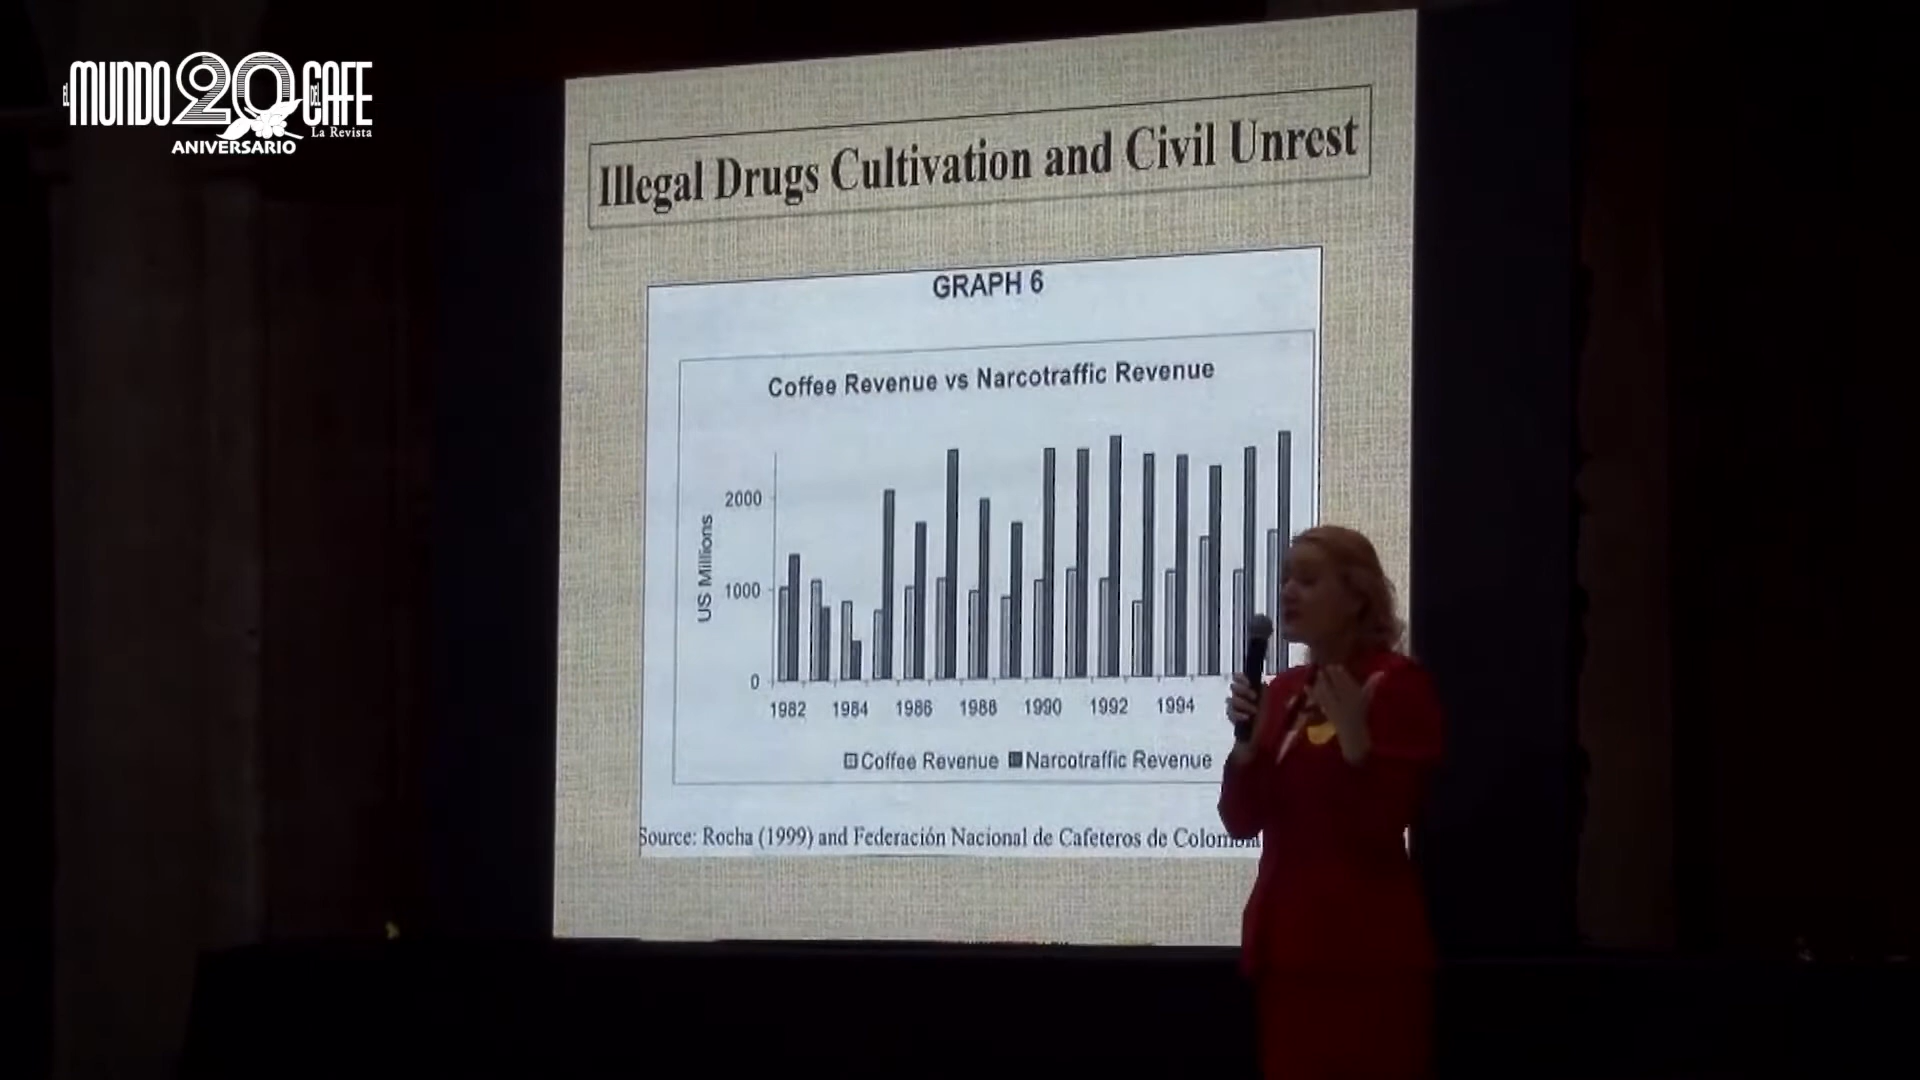 EL MUNDO 20 DEL CAFE
La Revista
ANIVERSARIO
Illegal Drugs Cultivation and Civil Unrest
GRAPH 6
Coffee Revenue vs Narcotraffic Revenue
US Millions
2000
1000
0
1982 1984 1986 1988 1990 1992 1994
Coffee Revenue Narcotraffic Revenue
Source: Rocha (1999) and Federación Nacional de Cafeteros de